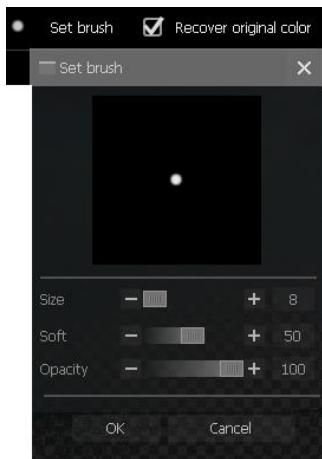 Set brush Recover original color
Set brush
Size 8
Soft 50
Opacity 100
OK Cancel